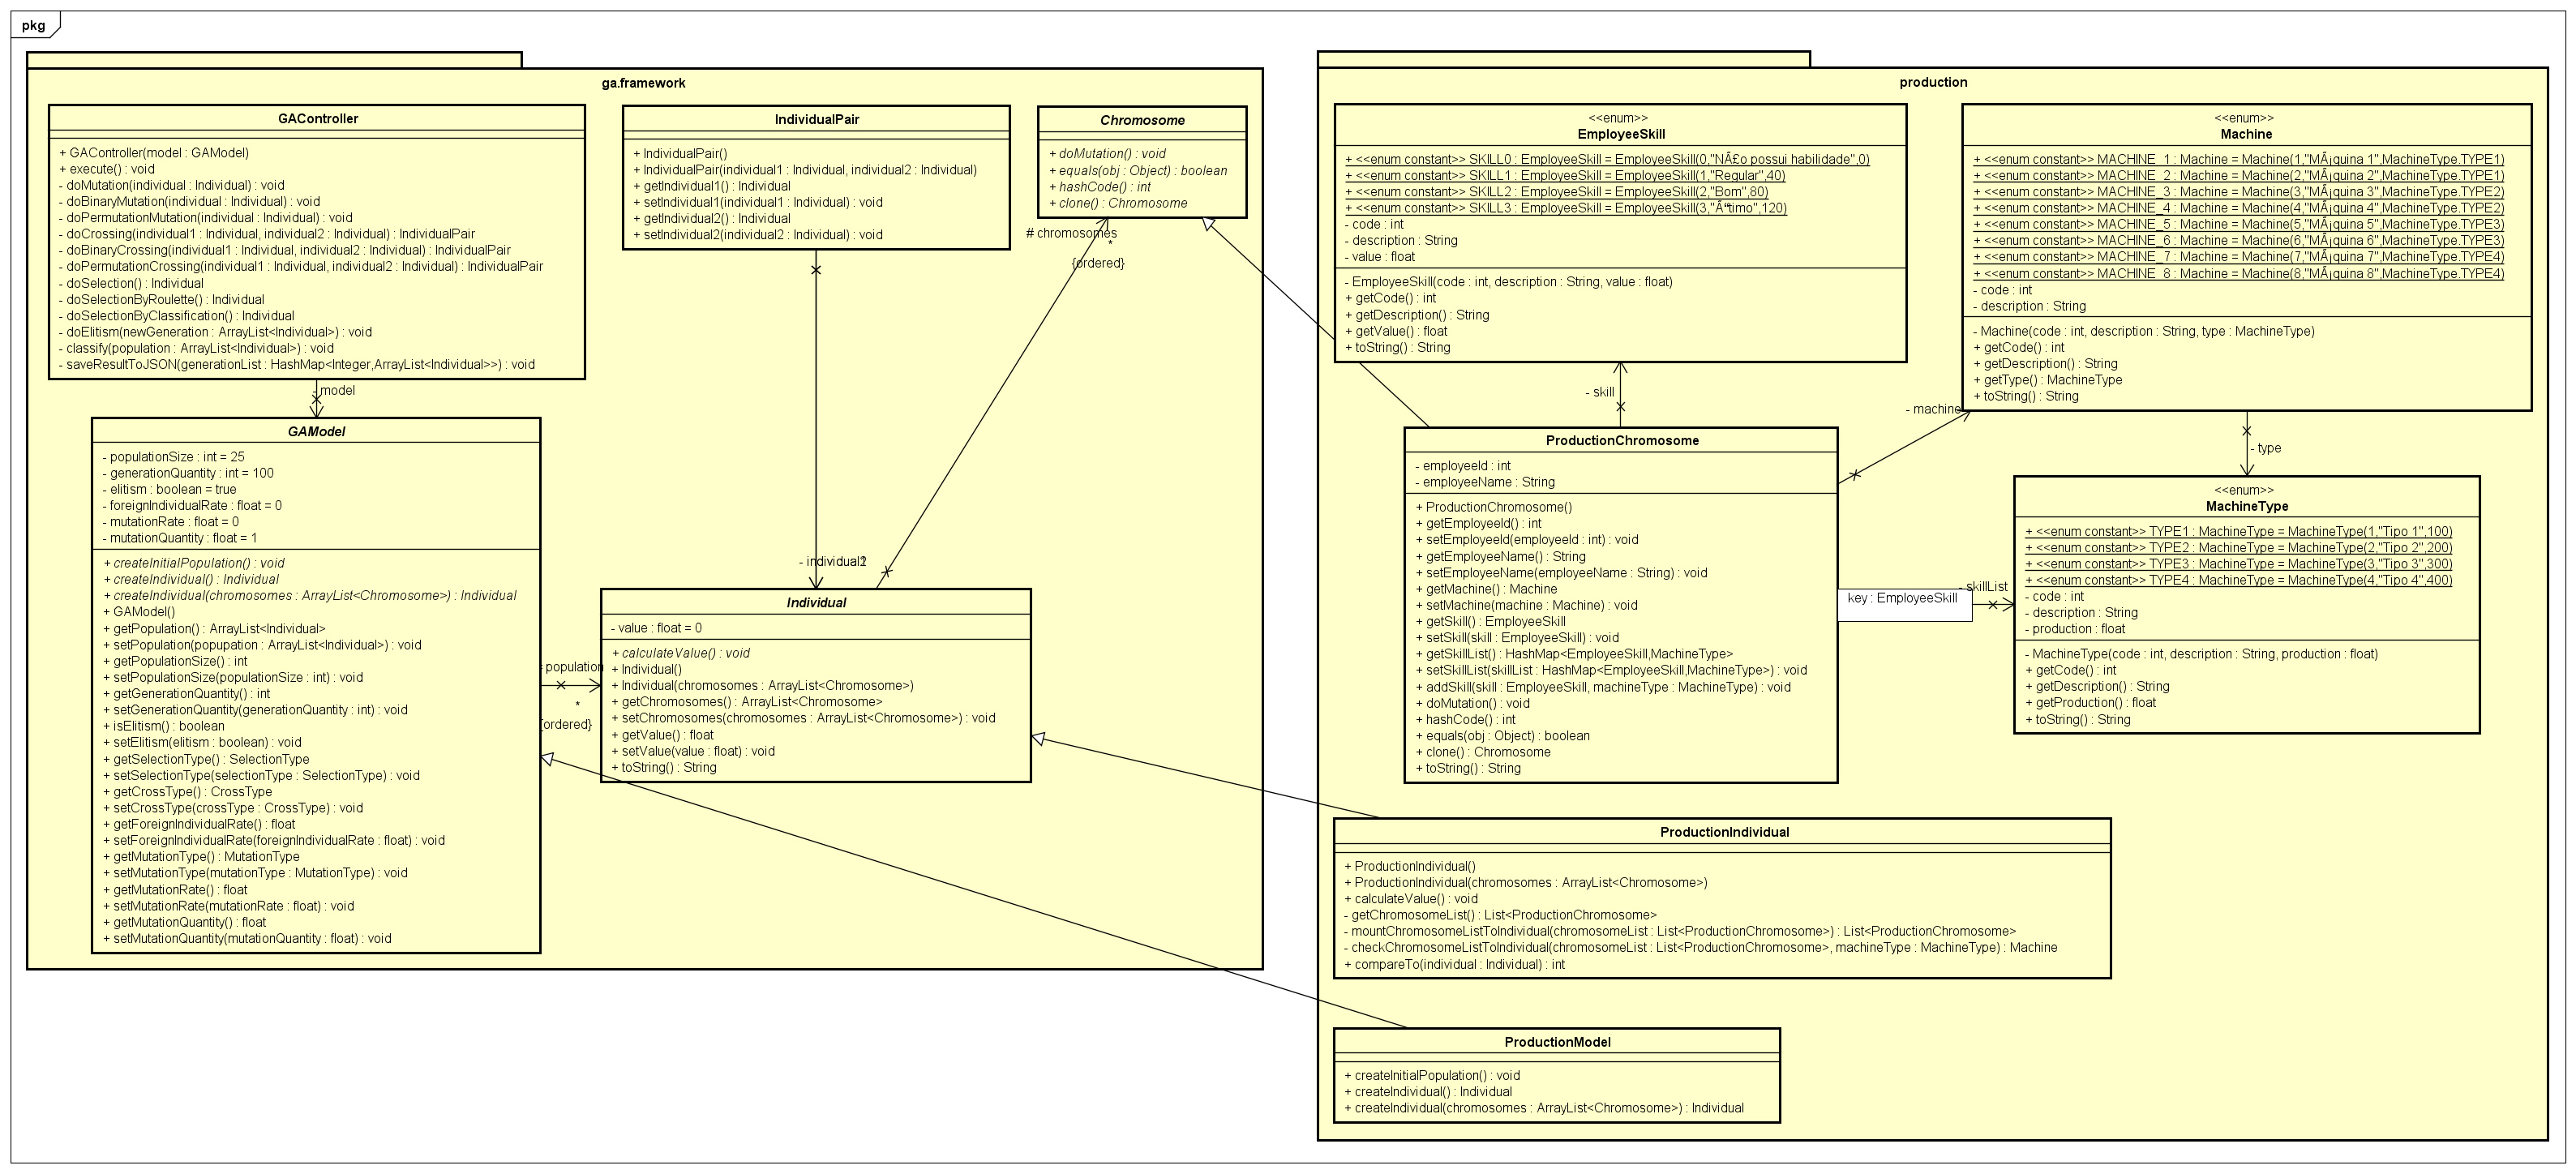 pkg
ga.framework
GAController
+ GAController(model : GAModel)
+ execute() : void
- doMutation(individual : Individual) : void
- doBinaryMutation(individual : Individual) : void
- doPermutationMutation(individual : Individual) : void
- doCrossing(individual1 : Individual, individual2 : Individual) : IndividualPair
- doBinaryCrossing(individual1 : Individual, individual2 : Individual) : IndividualPair
- doPermutationCrossing(individual1 : Individual, individual2 : Individual) : IndividualPair
- doSelection() : Individual
- doSelectionByRoulette() : Individual
- doSelectionByClassification() : Individual
- doElitism(newGeneration : ArrayList<Individual>) : void
- classify(population : ArrayList<Individual>) : void
- saveResultToJSON(generationList : HashMap<Integer,ArrayList<Individual>>) : void
IndividualPair
+ IndividualPair()
+ IndividualPair(individual1 : Individual, individual2 : Individual)
+ getIndividual1() : Individual
+ setIndividual1(individual1 : Individual) : void
+ getIndividual2() : Individual
+ setIndividual2(individual2 : Individual) : void
Chromosome
+ doMutation() : void
+ equals(obj : Object) : boolean
+ hashCode() : int
+ clone() : Chromosome
# chromosomes
*
{ordered}
- model
GAModel
- populationSize : int = 25
- generationQuantity : int = 100
- elitism : boolean = true
- foreignIndividualRate : float = 0
- mutationRate : float = 0
- mutationQuantity : float = 1
+ createInitialPopulation() : void
+ createIndividual() : Individual
+ createIndividual(chromosomes : ArrayList<Chromosome>) : Individual
+ GAModel()
+ getPopulation() : ArrayList<Individual>
+ setPopulation(popupation : ArrayList<Individual>) : void
+ getPopulationSize() : int
+ setPopulationSize(populationSize : int) : void
+ getGenerationQuantity() : int
+ setGenerationQuantity(generationQuantity : int) : void
+ isElitism() : boolean
+ setElitism(elitism : boolean) : void
+ getSelectionType() : SelectionType
+ setSelectionType(selectionType : SelectionType) : void
+ getCrossType() : CrossType
+ setCrossType(crossType : CrossType) : void
+ getForeignIndividualRate() : float
+ setForeignIndividualRate(foreignIndividualRate : float) : void
+ getMutationType() : MutationType
+ setMutationType(mutationType : MutationType) : void
+ getMutationRate() : float
+ setMutationRate(mutationRate : float) : void
+ getMutationQuantity() : float
+ setMutationQuantity(mutationQuantity : float) : void
population
*
{ordered}
Individual
- value : float = 0
+ calculateValue() : void
+ Individual()
+ Individual(chromosomes : ArrayList<Chromosome>)
+ getChromosomes() : ArrayList<Chromosome>
+ setChromosomes(chromosomes : ArrayList<Chromosome>) : void
+ getValue() : float
+ setValue(value : float) : void
+ toString() : String
production
<<enum>>
EmployeeSkill
+ <<enum constant>> SKILL0 : EmployeeSkill = EmployeeSkill(0,"NÃ£o possui habilidade",0)
+ <<enum constant>> SKILL1 : EmployeeSkill = EmployeeSkill(1,"Regular",40)
+ <<enum constant>> SKILL2 : EmployeeSkill = EmployeeSkill(2,"Bom",80)
+ <<enum constant>> SKILL3 : EmployeeSkill = EmployeeSkill(3,"Ã“timo",120)
- code : int
- description : String
- value : float
- EmployeeSkill(code : int, description : String, value : float)
+ getCode() : int
+ getDescription() : String
+ getValue() : float
+ toString() : String
<<enum>>
Machine
+ <<enum constant>> MACHINE_1 : Machine = Machine(1,"MÃ¡quina 1",MachineType.TYPE1)
+ <<enum constant>> MACHINE_2 : Machine = Machine(2,"MÃ¡quina 2",MachineType.TYPE1)
+ <<enum constant>> MACHINE_3 : Machine = Machine(3,"MÃ¡quina 3",MachineType.TYPE2)
+ <<enum constant>> MACHINE_4 : Machine = Machine(4,"MÃ¡quina 4",MachineType.TYPE2)
+ <<enum constant>> MACHINE_5 : Machine = Machine(5,"MÃ¡quina 5",MachineType.TYPE3)
+ <<enum constant>> MACHINE_6 : Machine = Machine(6,"MÃ¡quina 6",MachineType.TYPE3)
+ <<enum constant>> MACHINE_7 : Machine = Machine(7,"MÃ¡quina 7",MachineType.TYPE4)
+ <<enum constant>> MACHINE_8 : Machine = Machine(8,"MÃ¡quina 8",MachineType.TYPE4)
- code : int
- description : String
- Machine(code : int, description : String, type : MachineType)
+ getCode() : int
+ getDescription() : String
+ getType() : MachineType
+ toString() : String
- skill
- machine
- type
ProductionChromosome
- employeeId : int
- employeeName : String
+ ProductionChromosome()
+ getEmployeeId() : int
+ setEmployeeId(employeeId : int) : void
+ getEmployeeName() : String
+ setEmployeeName(employeeName : String) : void
+ getMachine() : Machine
+ setMachine(machine : Machine) : void
+ getSkill() : EmployeeSkill
+ setSkill(skill : EmployeeSkill) : void
+ getSkillList() : HashMap<EmployeeSkill,MachineType>
+ setSkillList(skillList : HashMap<EmployeeSkill,MachineType>) : void
+ addSkill(skill : EmployeeSkill, machineType : MachineType) : void
+ doMutation() : void
+ hashCode() : int
+ equals(obj : Object) : boolean
+ clone() : Chromosome
+ toString() : String
key : EmployeeSkill
- skillList
<<enum>>
MachineType
+ <<enum constant>> TYPE1 : MachineType = MachineType(1,"Tipo 1",100)
+ <<enum constant>> TYPE2 : MachineType = MachineType(2,"Tipo 2",200)
+ <<enum constant>> TYPE3 : MachineType = MachineType(3,"Tipo 3",300)
+ <<enum constant>> TYPE4 : MachineType = MachineType(4,"Tipo 4",400)
- code : int
- description : String
- production : float
- MachineType(code : int, description : String, production : float)
+ getCode() : int
+ getDescription() : String
+ getProduction() : float
+ toString() : String
ProductionIndividual
+ ProductionIndividual()
+ ProductionIndividual(chromosomes : ArrayList<Chromosome>)
+ calculateValue() : void
- getChromosomeList() : List<ProductionChromosome>
- mountChromosomeListToIndividual(chromosomeList : List<ProductionChromosome>) : List<ProductionChromosome>
- checkChromosomeListToIndividual(chromosomeList : List<ProductionChromosome>, machineType : MachineType) : Machine
+ compareTo(individual : Individual) : int
ProductionModel
+ createInitialPopulation() : void
+ createIndividual() : Individual
+ createIndividual(chromosomes : ArrayList<Chromosome>) : Individual